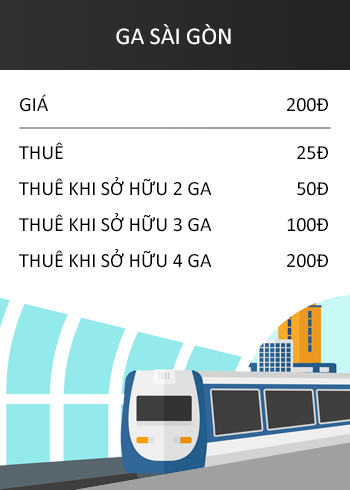 GA SÀI GÒN
GIÁ 200Đ
THUÊ 25Đ
THUÊ KHI SỞ HỮU 2 GA 50Đ
THUÊ KHI SỞ HỮU 3 GA 100Đ
THUÊ KHI SỞ HỮU 4 GA 200Đ